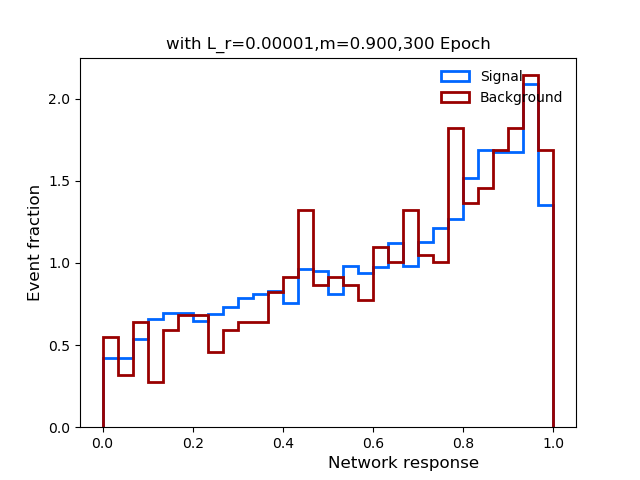 with L_r=0.00001,m=0.900,300 Epoch
Signal
Background
Event fraction
2.0
1.5
1.0
0.5
0.0
0.0 0.2 0.4 0.6 0.8 1.0
Network response